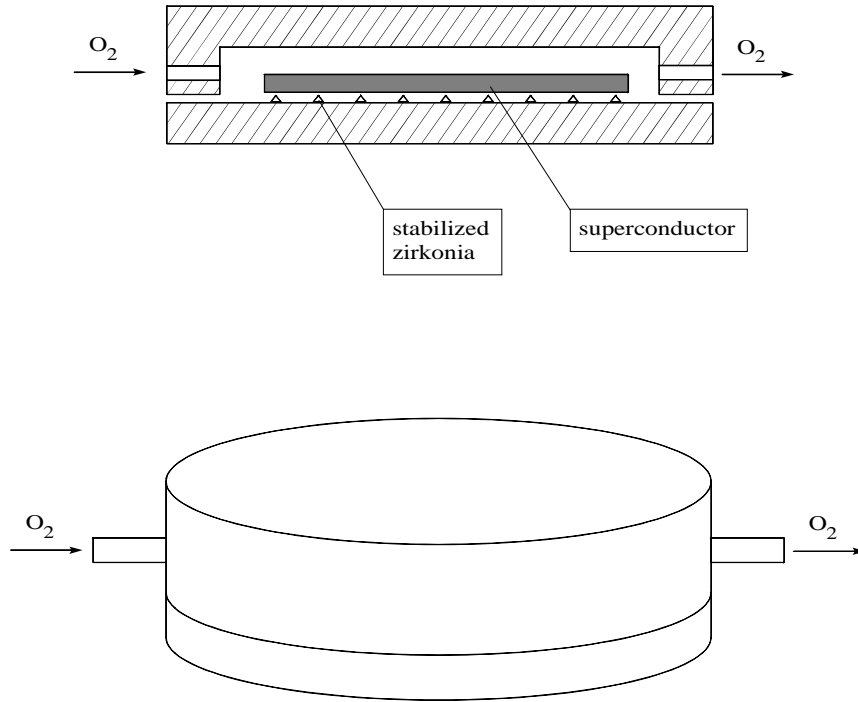 O2
O2
stabilized
zirkonia
superconductor
O2
O2